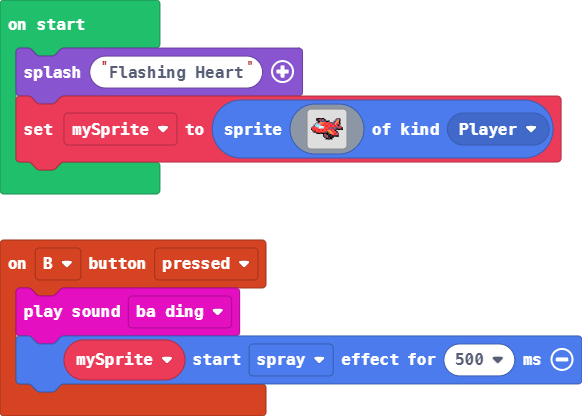 on start
splash "Flashing Heart"
set mySprite to sprite of kind Player
on B button pressed
play sound ba ding
mySprite start spray effect for 500 ms